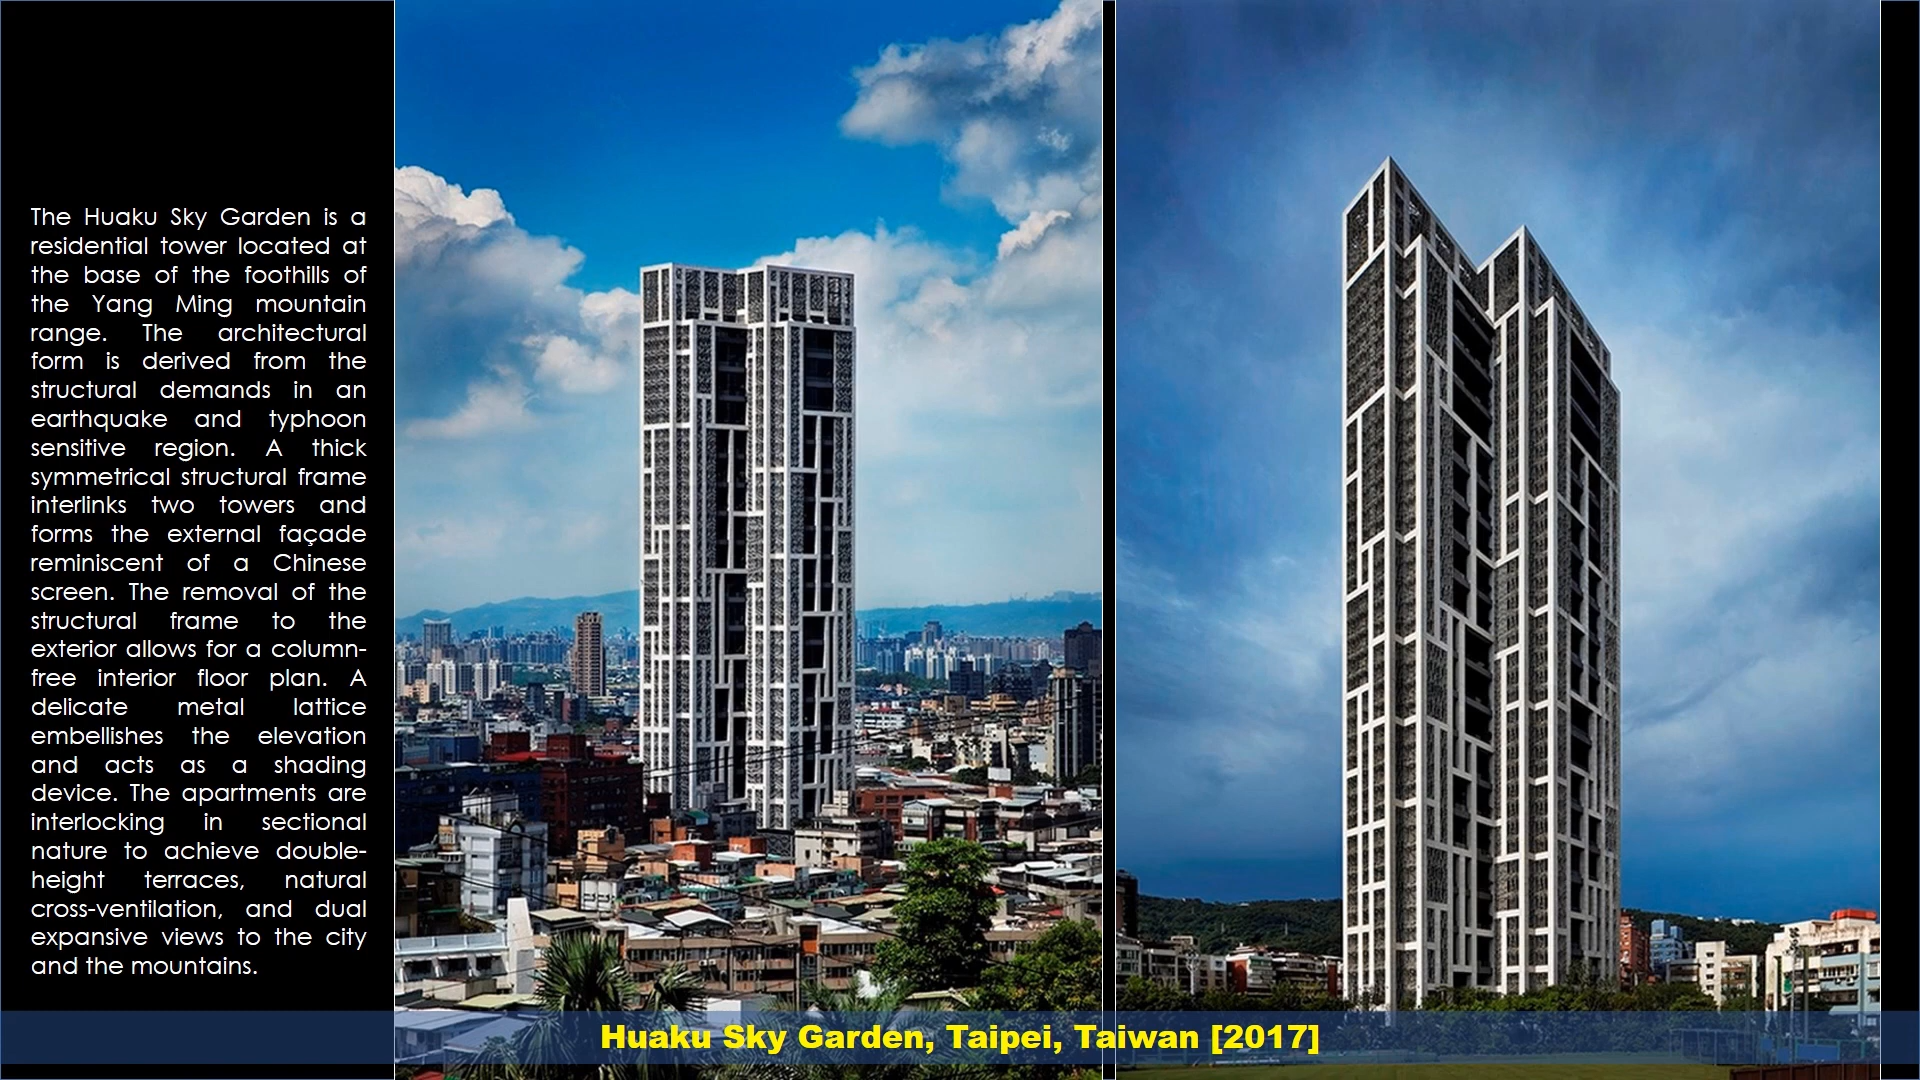 The Huaku Sky Garden is a
residential tower located at
the base of the foothills of
the Yang Ming mountain
range. The architectural
form is derived from the
structural demands in an
earthquake and typhoon
sensitive region. A thick
symmetrical structural frame
interlinks two towers and
forms the external façade
reminiscent of a Chinese
screen. The removal of the
structural frame to the
exterior allows for a column-
free interior floor plan. A
delicate metal lattice
embellishes the elevation
and acts as a shading
device. The apartments are
interlocking in sectional
nature to achieve double-
height terraces, natural
cross-ventilation, and dual
expansive views to the city
and the mountains.
Huaku Sky Garden, Taipei, Taiwan [2017]